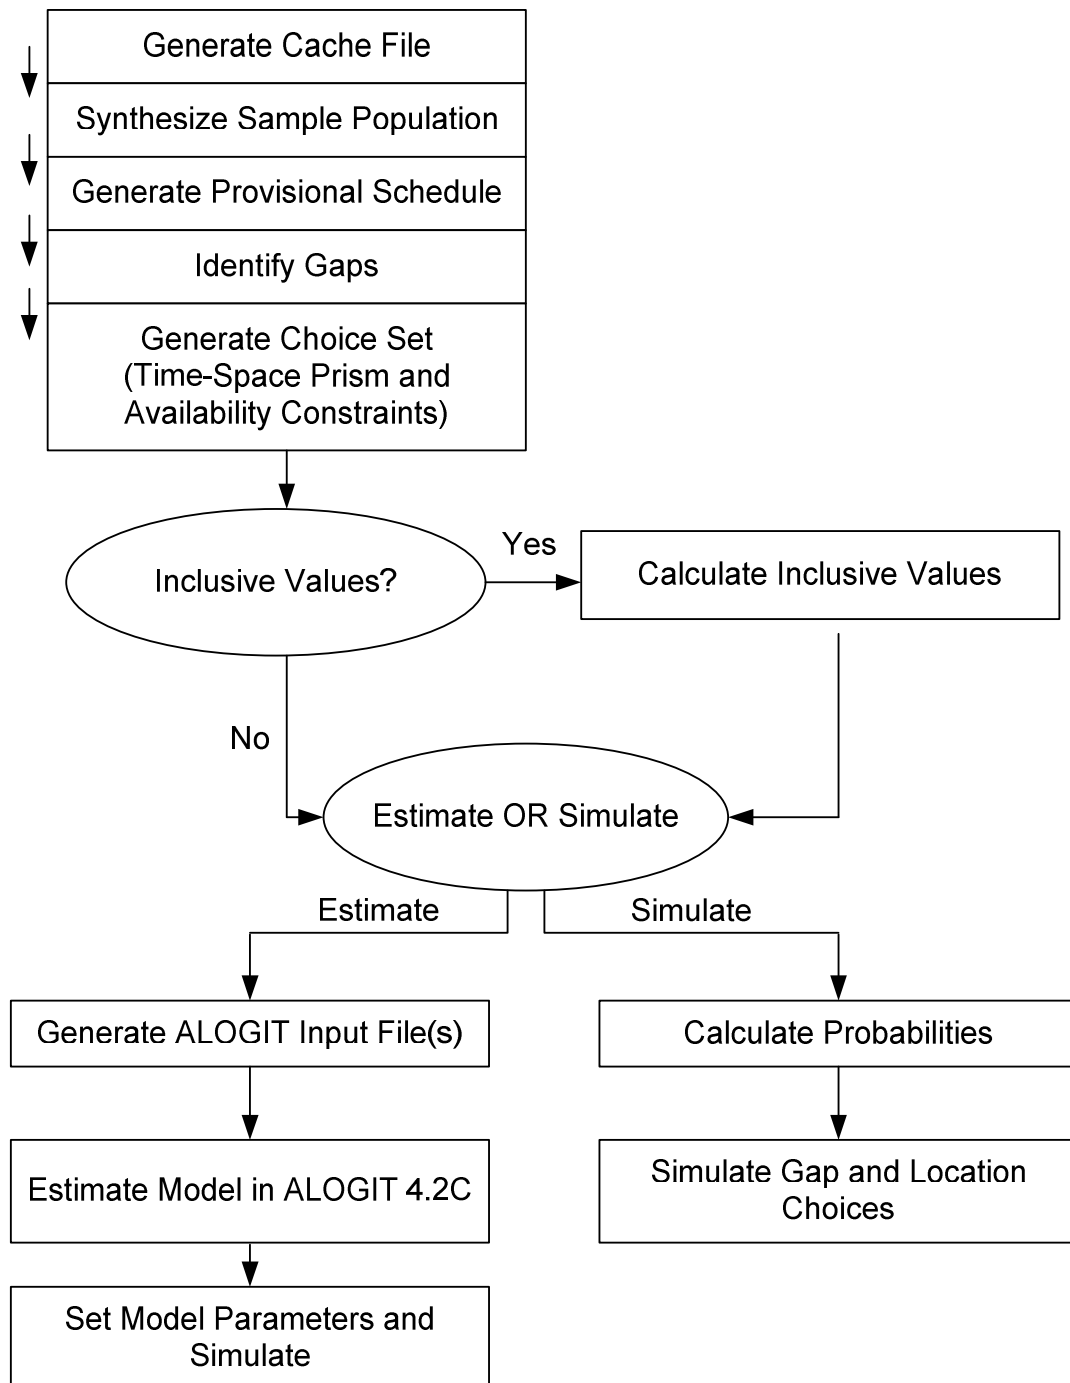 Generate Cache File
Synthesize Sample Population
Generate Provisional Schedule
Identify Gaps
Generate Choice Set
(Time-Space Prism and
Availability Constraints)
Inclusive Values?
Yes
Calculate Inclusive Values
No
Estimate OR Simulate
Estimate
Simulate
Generate ALOGIT Input File(s)
Calculate Probabilities
Estimate Model in ALOGIT 4.2C
Simulate Gap and Location
Choices
Set Model Parameters and
Simulate